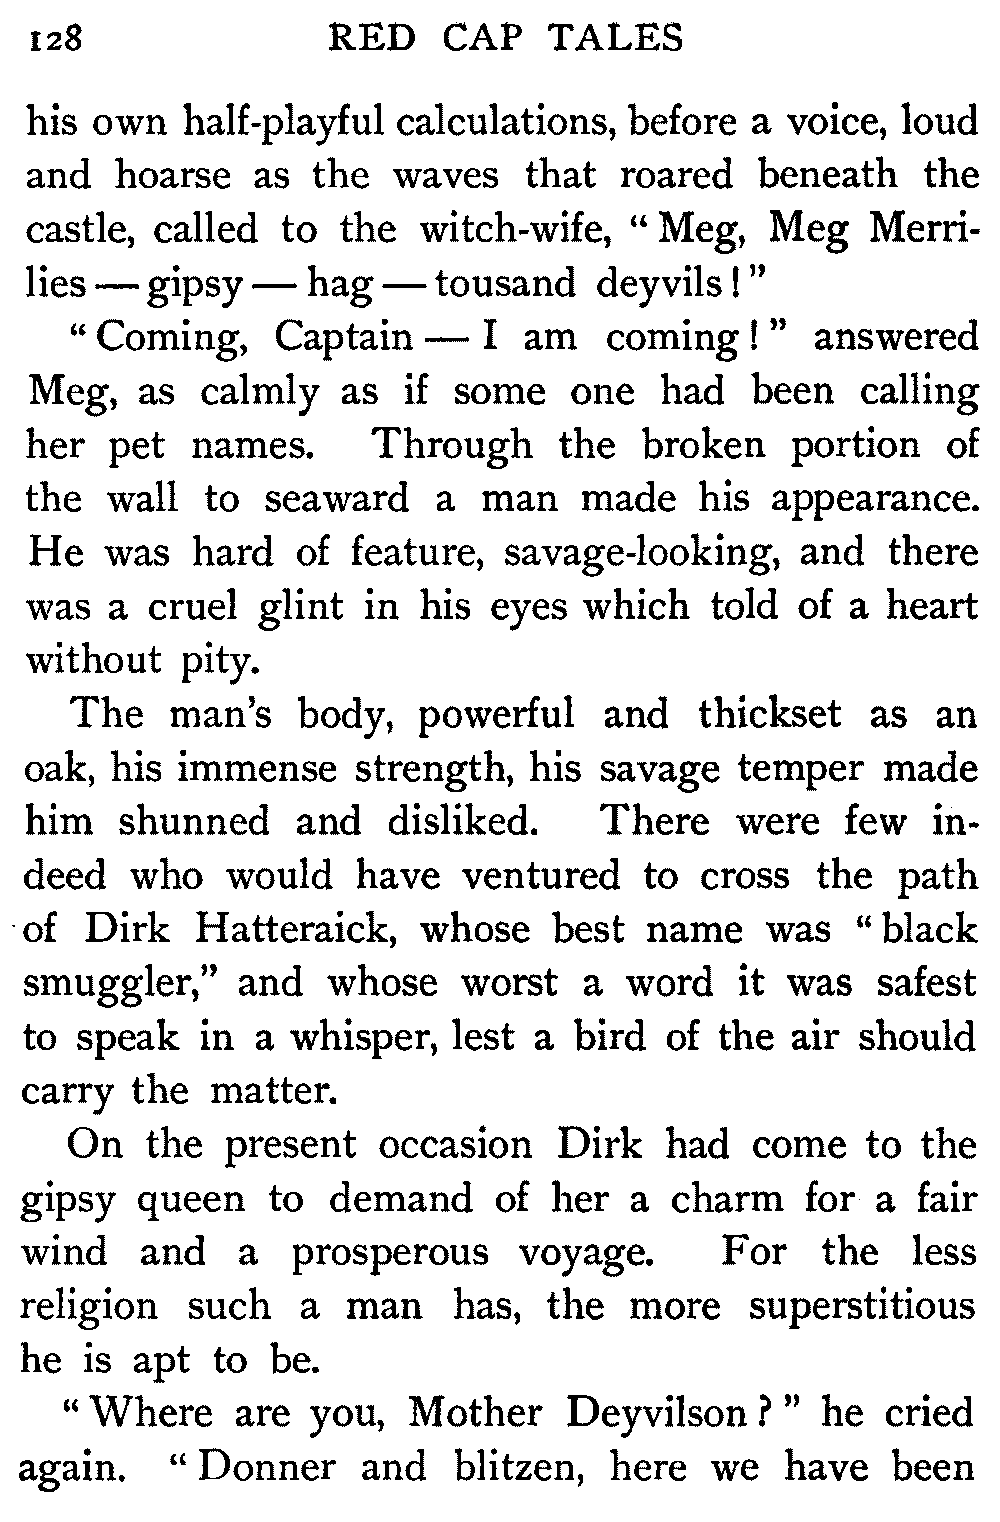 128 RED CAP TALES
his own half-playful calculations, before a voice, loud
and hoarse as the waves that roared beneath the
castle, called to the witch-wife, “Meg, Meg Merri-
lies — gipsy — hag — tousand deyvils!”
“Coming, Captain — I am coming!” answered
Meg, as calmly as if some one had been calling
her pet names. Through the broken portion of
the wall to seaward a man made his appearance.
He was hard of feature, savage-looking, and there
was a cruel glint in his eyes which told of a heart
without pity.
The man’s body, powerful and thickset as an
oak, his immense strength, his savage temper made
him shunned and disliked. There were few in-
deed who would have ventured to cross the path
of Dirk Hatteraick, whose best name was “black
smuggler,” and whose worst a word it was safest
to speak in a whisper, lest a bird of the air should
carry the matter.
On the present occasion Dirk had come to the
gipsy queen to demand of her a charm for a fair
wind and a prosperous voyage. For the less
religion such a man has, the more superstitious
he is apt to be.
“Where are you, Mother Deyvilson?” he cried
again. “Donner and blitzen, here we have been